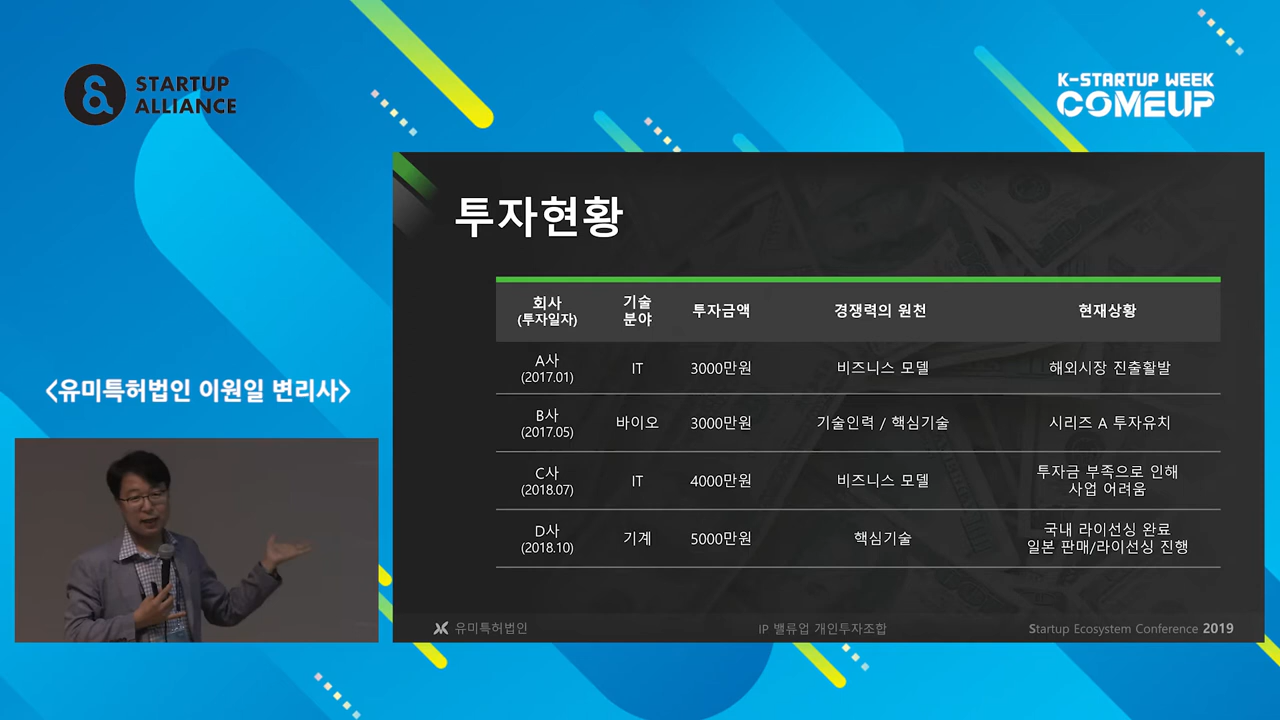 STARTUP
ALLIANCE
K-STARTUP WEEK
COMEUP
<유미특허법인 이원일 변리사>
투자현황
회사
(투자일자)
기술
분야
투자금액
경쟁력의 원천
현재상황
A사
(2017.01)
IT
3000만원
비즈니스 모델
해외시장 진출활발
B사
(2017.05)
바이오
3000만원
기술인력 / 핵심기술
시리즈 A 투자유치
C사
(2018.07)
IT
4000만원
비즈니스 모델
투자금 부족으로 인해
사업 어려움
D사
(2018.10)
기계
5000만원
핵심기술
국내 라이선싱 완료
일본 판매/라이선싱 진행
유미특허법인
IP 밸류업 개인투자조합
Startup Ecosystem Conference 2019